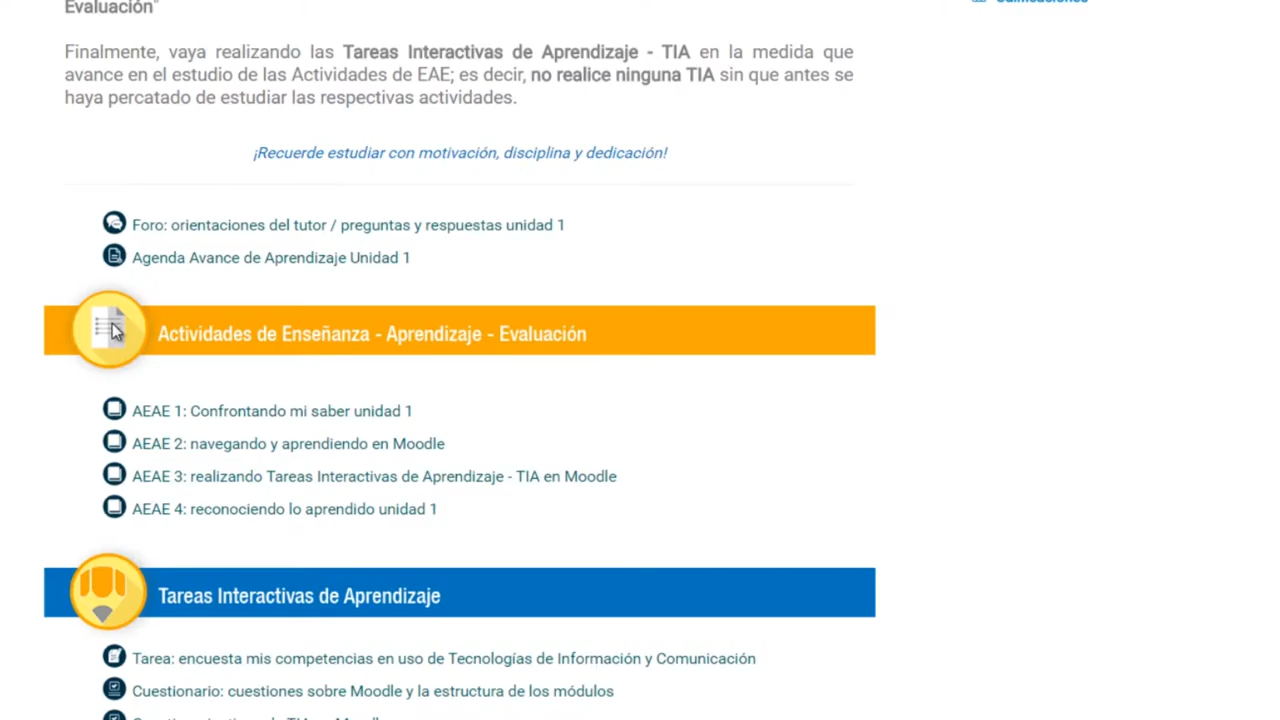 Evaluación"
Finalmente, vaya realizando las Tareas Interactivas de Aprendizaje - TIA en la medida que
avance en el estudio de las Actividades de EAE; es decir, no realice ninguna TIA sin que antes se
haya percatado de estudiar las respectivas actividades.
¡Recuerde estudiar con motivación, disciplina y dedicación!
Foro: orientaciones del tutor / preguntas y respuestas unidad 1
Agenda Avance de Aprendizaje Unidad 1
Actividades de Enseñanza - Aprendizaje - Evaluación
AEAE 1: Confrontando mi saber unidad 1
AEAE 2: navegando y aprendiendo en Moodle
AEAE 3: realizando Tareas Interactivas de Aprendizaje - TIA en Moodle
AEAE 4: reconociendo lo aprendido unidad 1
Tareas Interactivas de Aprendizaje
Tarea: encuesta mis competencias en uso de Tecnologías de Información y Comunicación
Cuestionario: cuestiones sobre Moodle y la estructura de los módulos